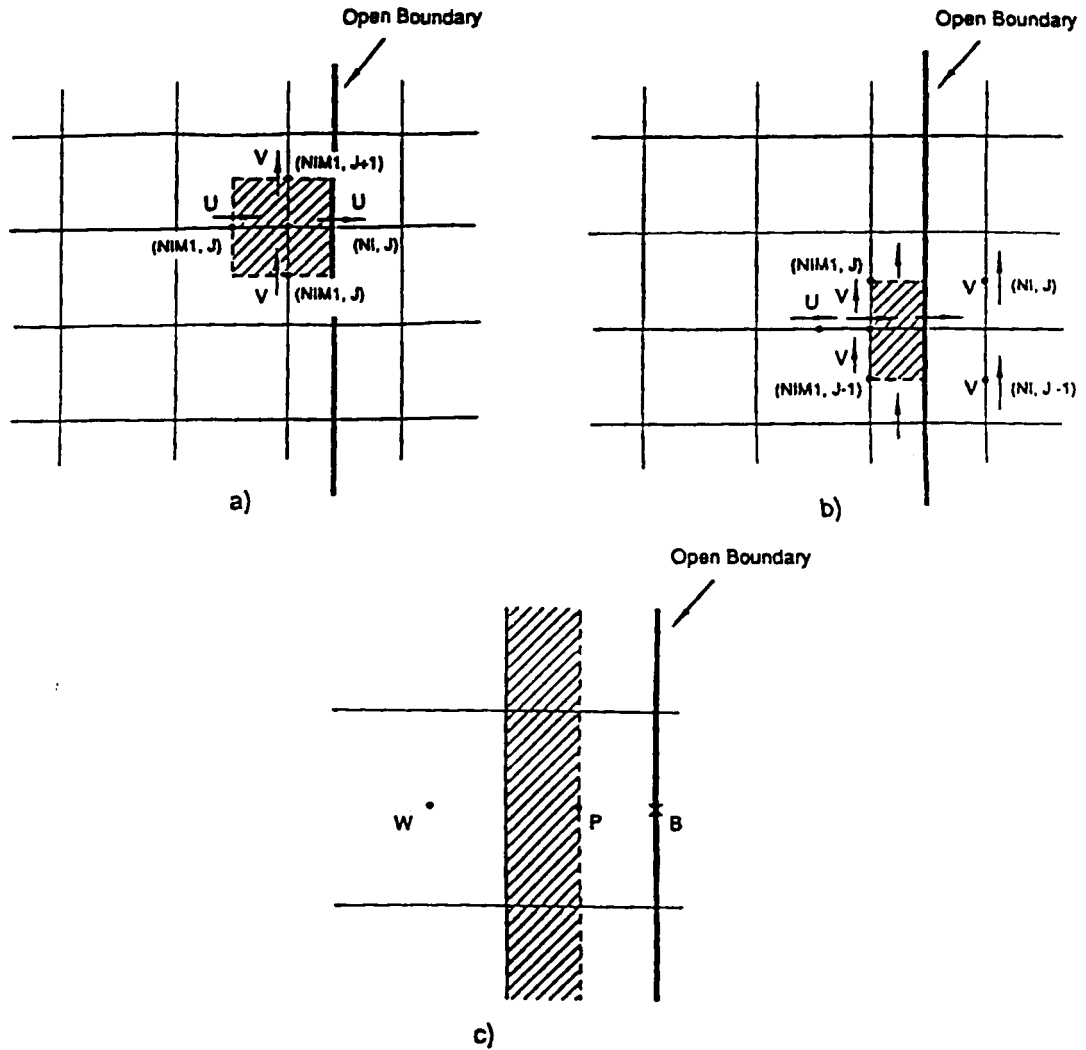 Open Boundary
V
(NIM1, J+1)
U
U
(NIM1, J)
(NI, J)
V
(NIM1, J)
a)
Open Boundary
(NIM1, J)
V
(NI, J)
U
V
V
(NIM1, J-1)
V
(NI, J-1)
b)
Open Boundary
W
P
B
c)